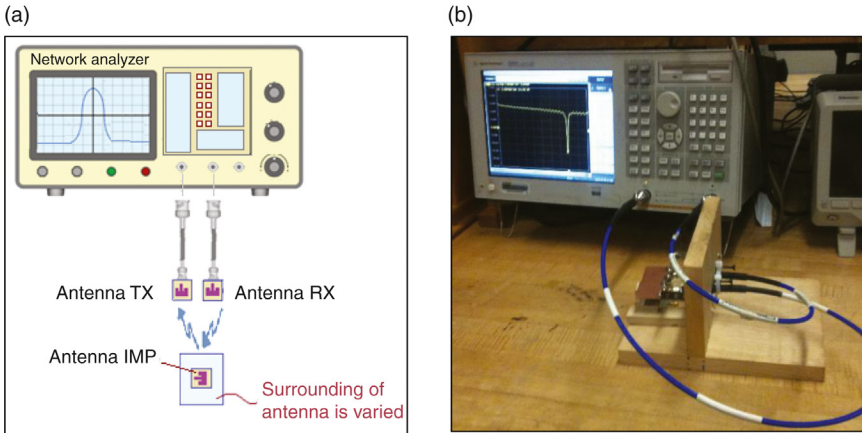 (a)
(b)
Network analyzer
Antenna TX
Antenna RX
Antenna IMP
Surrounding of
antenna is varied